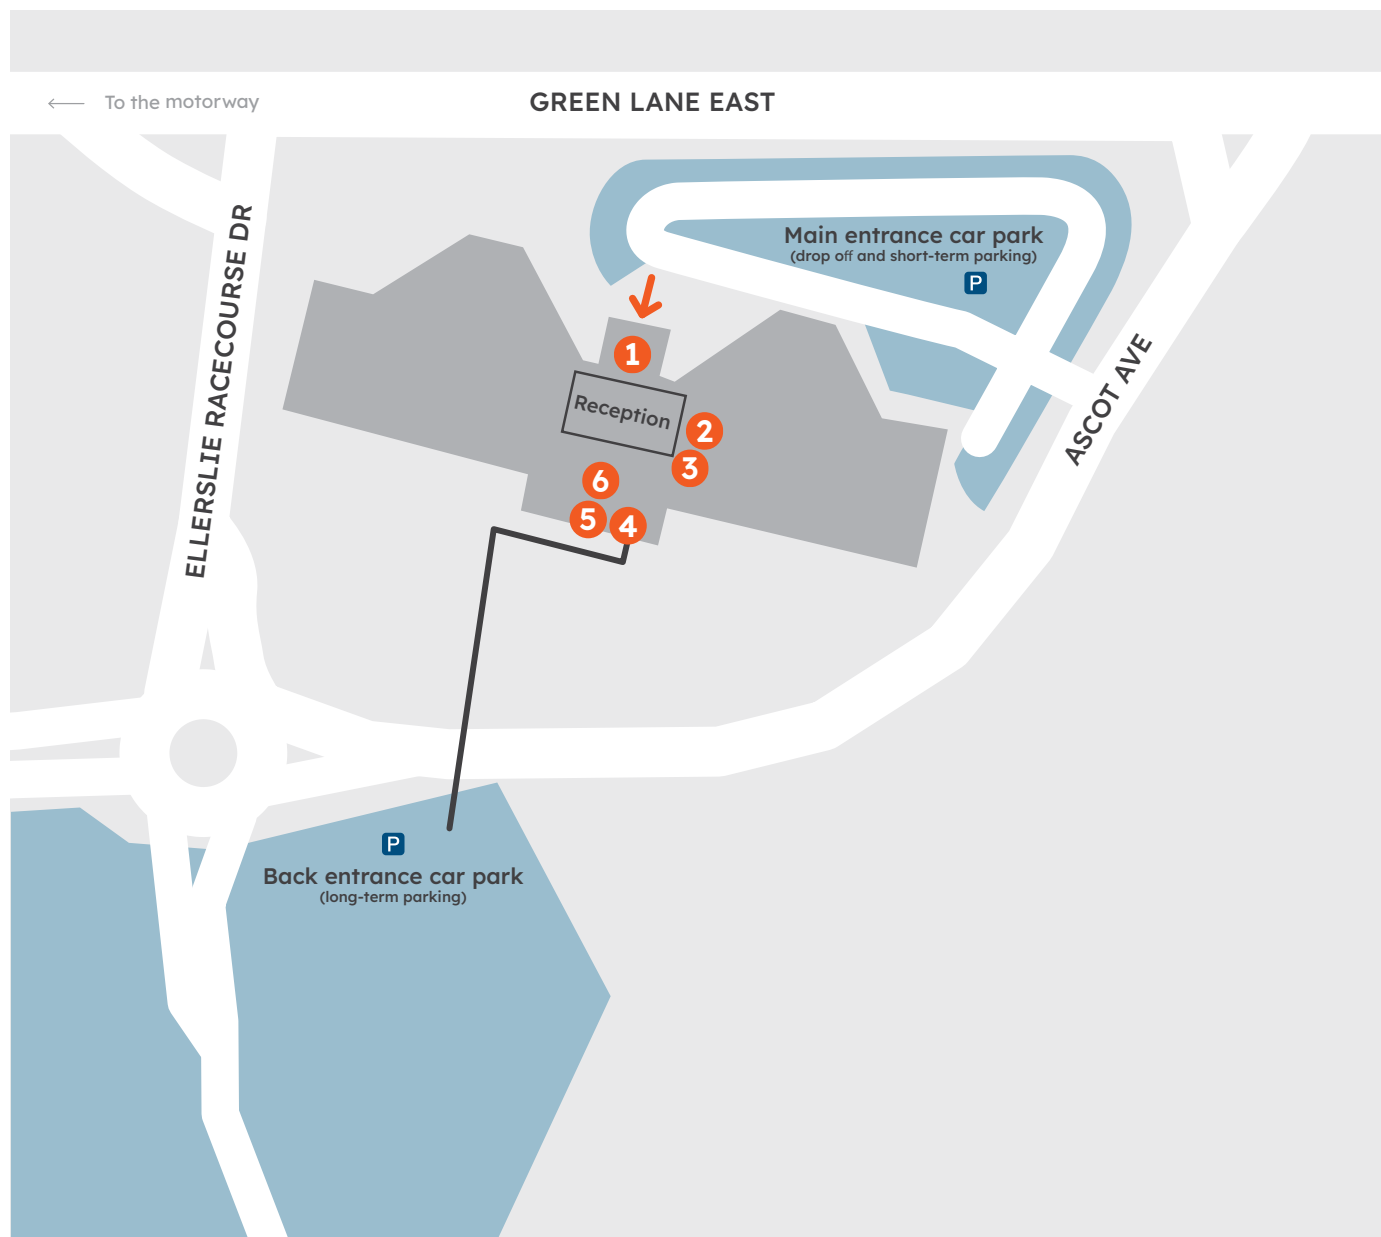 To the motorway
GREEN LANE EAST
ELLERSLIE RACECOURSE DR
Main entrance car park
(drop off and short-term parking)
P
1
Reception
2
3
6
5
4
ASCOT AVE
P
Back entrance car park
(long-term parking)